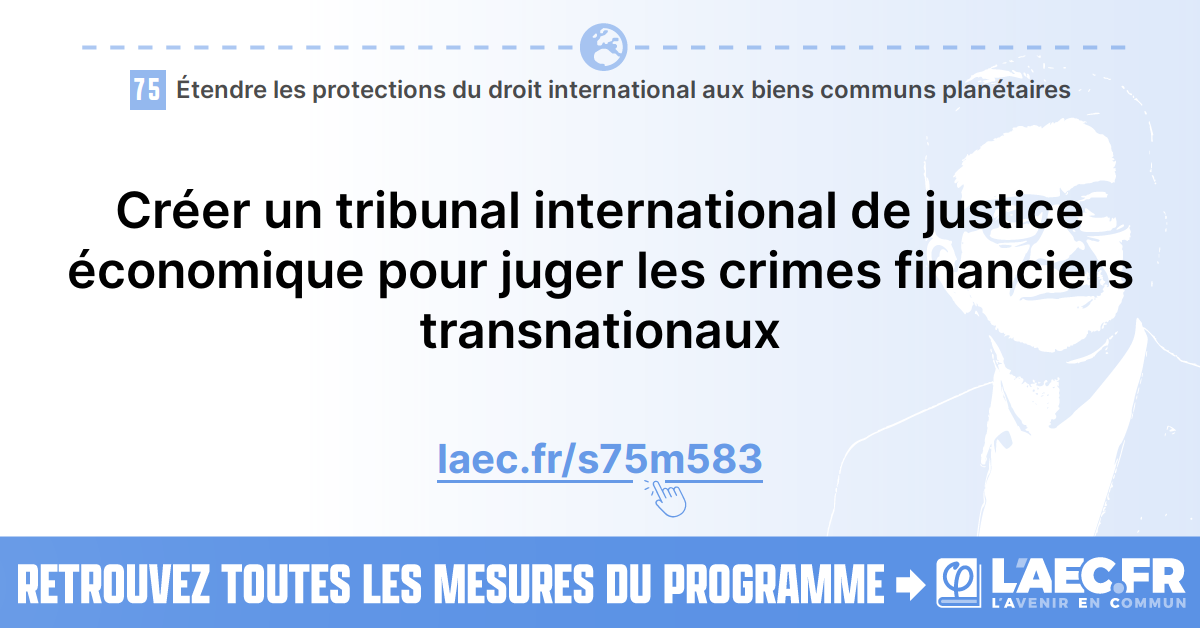 75 Étendre les protections du droit international aux biens communs planétaires
Créer un tribunal international de justice
économique pour juger les crimes financiers
transnationaux
laec.fr/s75m583
RETROUVEZ TOUTES LES MESURES DU PROGRAMME
L'AEC.FR
L'AVENIR EN COMMUN